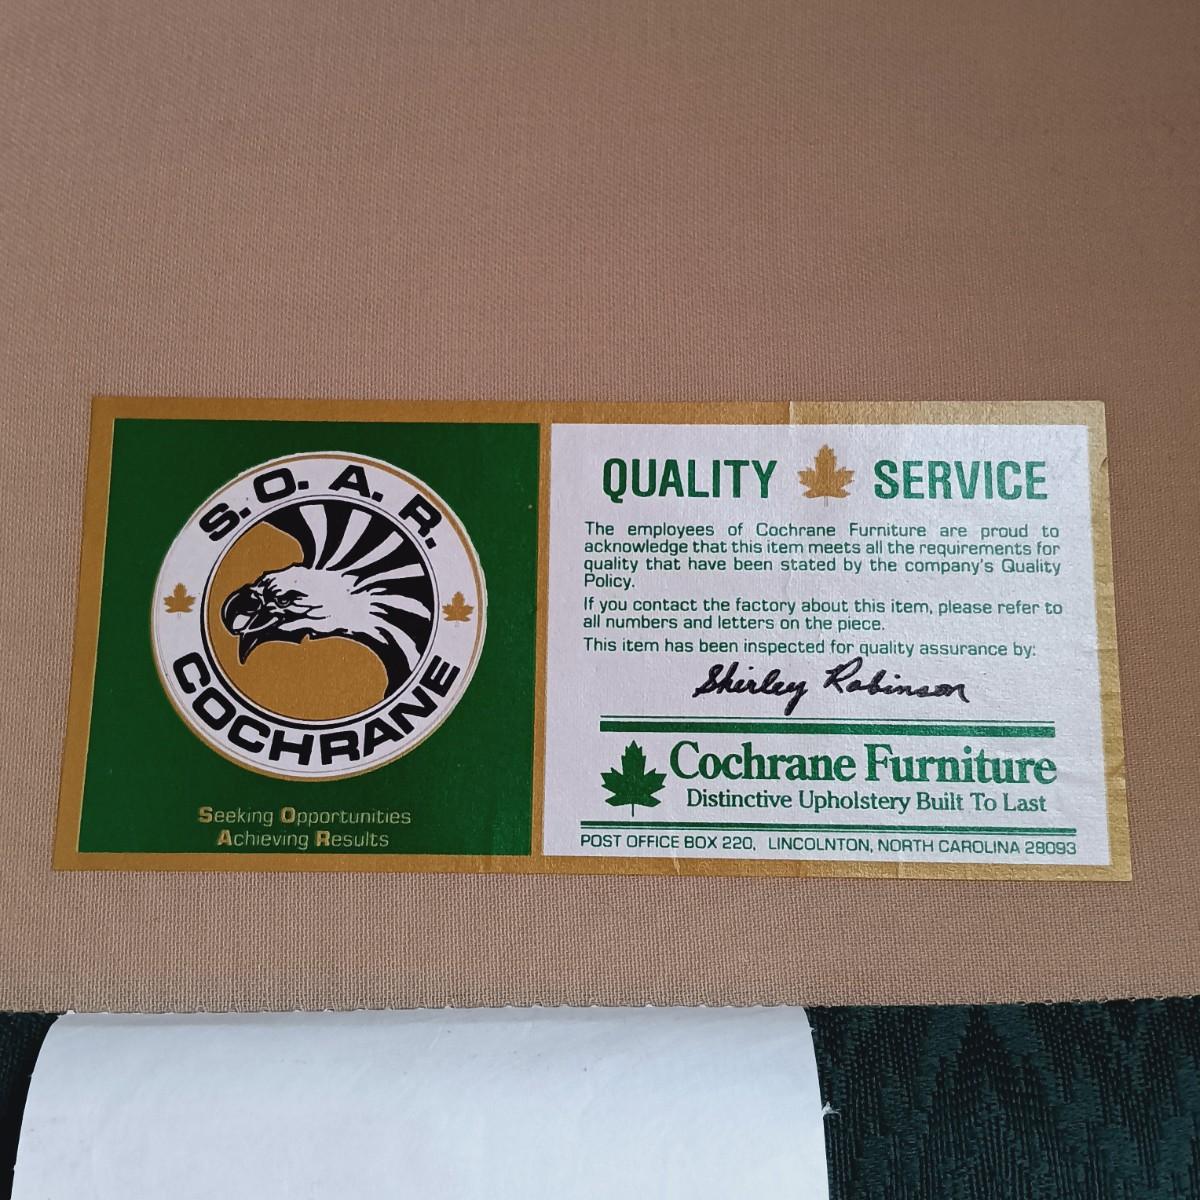 S. O. A. R.
COCHRANE
Seeking Opportunities
Achieving Results
QUALITY SERVICE
The employees of Cochrane Furniture are proud to
acknowledge that this item meets all the requirements for
quality that have been stated by the company's Quality
Policy.
If you contact the factory about this item, please refer to
all numbers and letters on the piece.
This item has been inspected for quality assurance by:
Shirley Robinson
Cochrane Furniture
Distinctive Upholstery Built To Last
POST OFFICE BOX 220, LINCOLNTON, NORTH CAROLINA 28093